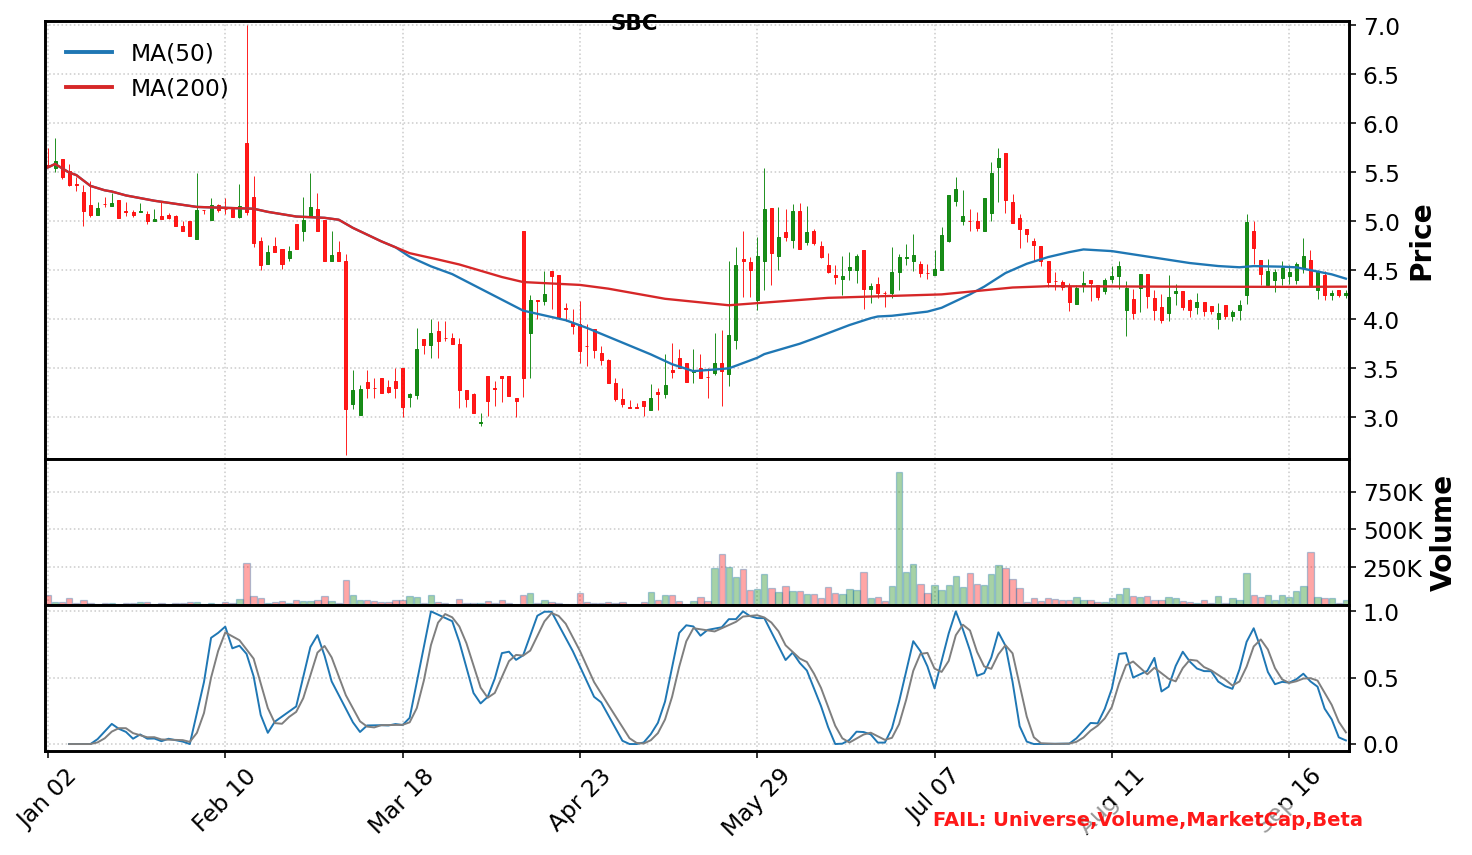 SBC
MA(50)
MA(200)
7.0
6.5
6.0
5.5
5.0
4.5
4.0
3.5
3.0
Price
750K
500K
250K
Volume
1.0
0.5
0.0
Jan 02
Feb 10
Mar 18
Apr 23
May 29
Jul 07
Aug 11
Sep 16
FAIL: Universe,Volume,MarketCap,Beta